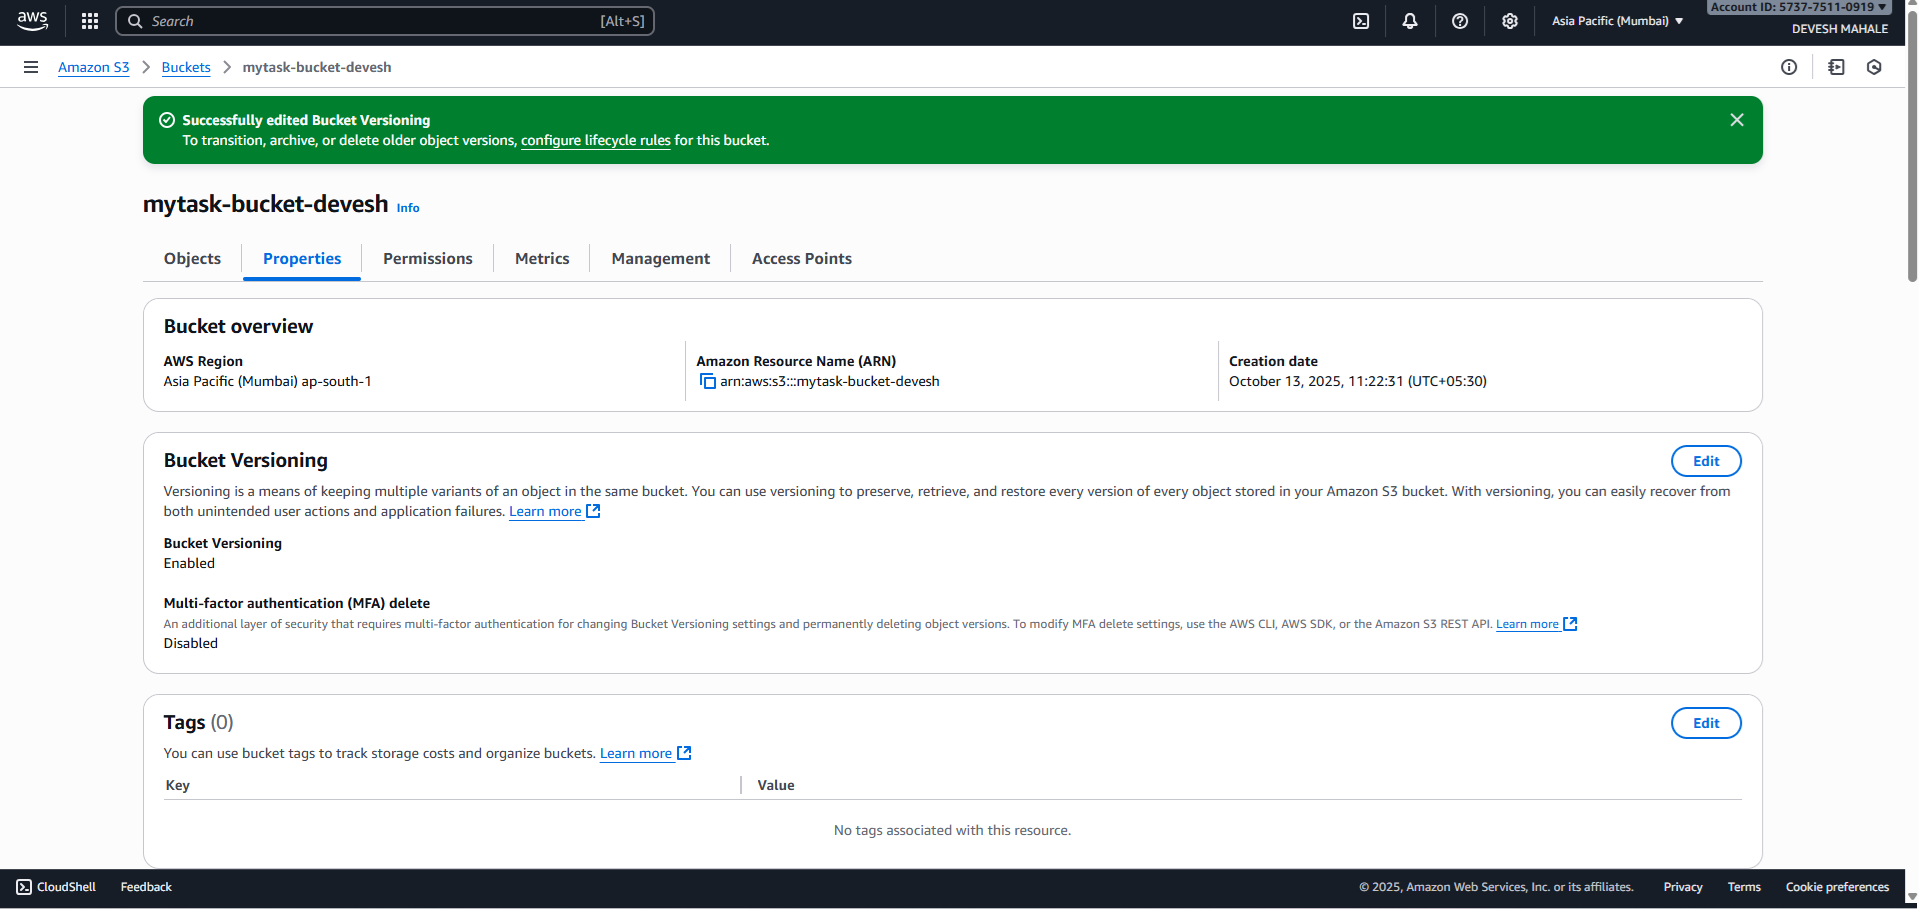 aws
Search
[Alt+S]
Asia Pacific (Mumbai)
Account ID: 5737-7511-0919
DEVESH MAHALE
Amazon S3
Buckets
mytask-bucket-devesh
Successfully edited Bucket Versioning
To transition, archive, or delete older object versions, configure lifecycle rules for this bucket.
mytask-bucket-devesh Info
Objects
Properties
Permissions
Metrics
Management
Access Points
Bucket overview
AWS Region
Asia Pacific (Mumbai) ap-south-1
Amazon Resource Name (ARN)
arn:aws:s3:::mytask-bucket-devesh
Creation date
October 13, 2025, 11:22:31 (UTC+05:30)
Bucket Versioning
Edit
Versioning is a means of keeping multiple variants of an object in the same bucket. You can use versioning to preserve, retrieve, and restore every version of every object stored in your Amazon S3 bucket. With versioning, you can easily recover from
both unintended user actions and application failures. Learn more
Bucket Versioning
Enabled
Multi-factor authentication (MFA) delete
An additional layer of security that requires multi-factor authentication for changing Bucket Versioning settings and permanently deleting object versions. To modify MFA delete settings, use the AWS CLI, AWS SDK, or the Amazon S3 REST API. Learn more
Disabled
Tags (0)
Edit
You can use bucket tags to track storage costs and organize buckets. Learn more
Key
Value
No tags associated with this resource.
CloudShell
Feedback
© 2025, Amazon Web Services, Inc. or its affiliates.
Privacy
Terms
Cookie preferences